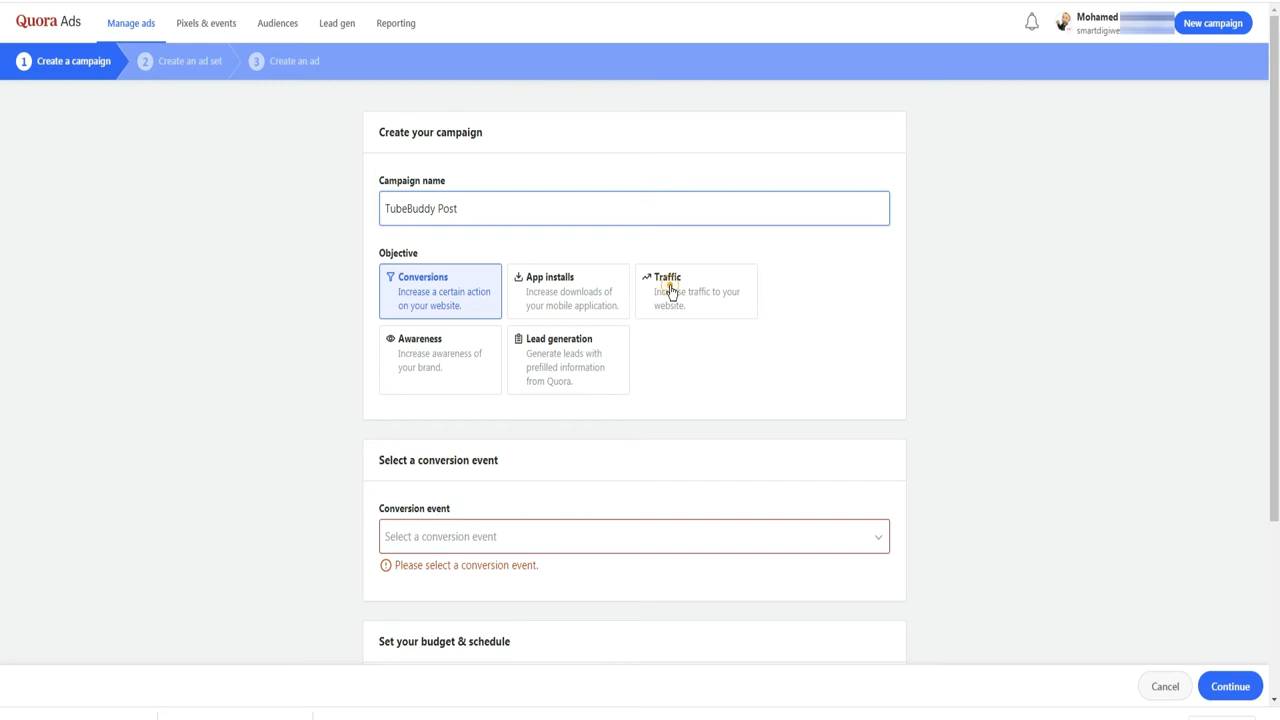 Quora Ads
Manage ads
Pixels & events
Audiences
Lead gen
Reporting
Mohamed
smartdigiwe
New campaign
1 Create a campaign
2 Create an ad set
3 Create an ad
Create your campaign
Campaign name
TubeBuddy Post
Objective
Conversions
Increase a certain action
on your website.
App installs
Increase downloads of
your mobile application.
Traffic
Increase traffic to your
website.
Awareness
Increase awareness of
your brand.
Lead generation
Generate leads with
prefilled information
from Quora.
Select a conversion event
Conversion event
Select a conversion event
Please select a conversion event.
Set your budget & schedule
Cancel
Continue